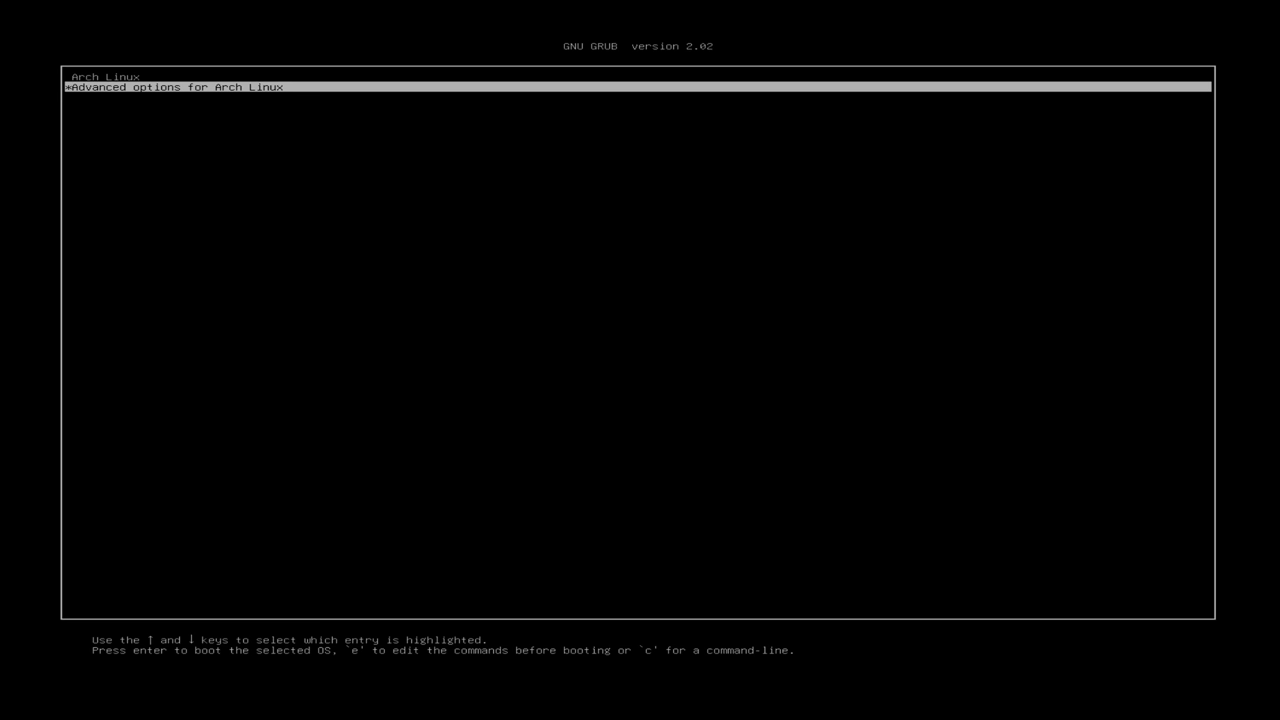 GNU GRUB  version 2.02
Arch Linux
*Advanced options for Arch Linux
Use the ↑ and ↓ keys to select which entry is highlighted.
Press enter to boot the selected OS, `e' to edit the commands before booting or `c' for a command-line.